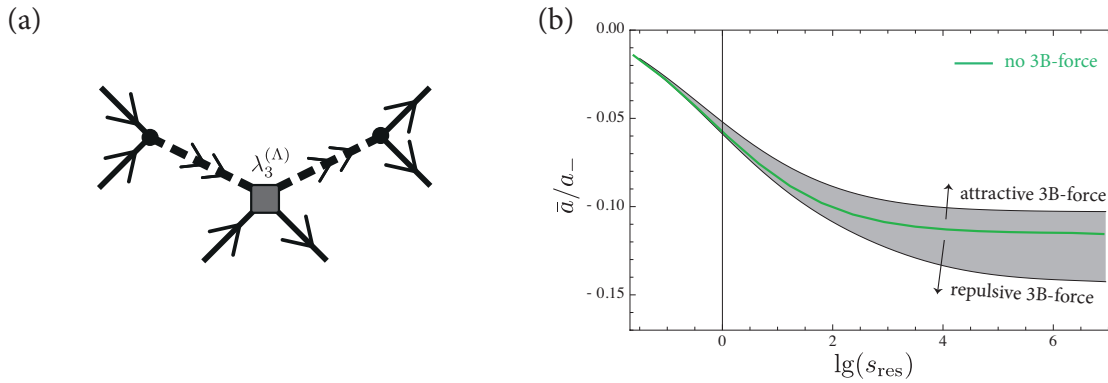 (a)
λ₃^(Λ)
(b)
0.00
- 0.05
- 0.10
- 0.15
a̅/a₋
no 3B-force
attractive 3B-force
repulsive 3B-force
0
2
4
6
lg(s_res)